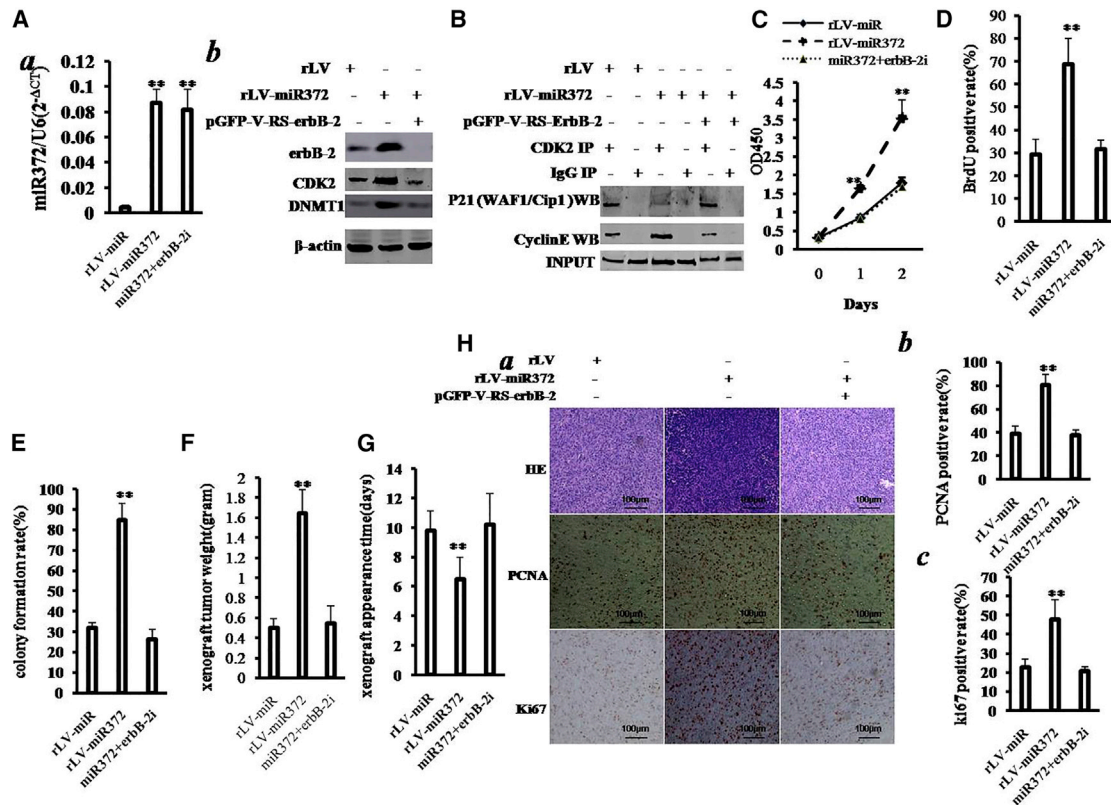 A
a
miR372/U6(2-ΔCT)
0.12
0.1
0.08
0.06
0.04
0.02
0
**
**
rLV-miR
rLV-miR372
miR372+erbB-2i
b
rLV + - -
rLV-miR372 - + +
pGFP-V-RS-erbB-2 - - +
erbB-2
CDK2
DNMT1
β-actin
B
rLV + + - - - -
rLV-miR372 - - + + + +
pGFP-V-RS-ErbB-2 - - - - + +
CDK2 IP + - + - + -
IgG IP - + - + - +
P21 (WAF1/Cip1) WB
CyclinE WB
INPUT
C
rLV-miR
rLV-miR372
miR372+erbB-2i
OD450
4.5
4
3.5
3
2.5
2
1.5
1
0.5
0
**
**
0 1 2
Days
D
BrdU positive rate(%)
90
80
70
60
50
40
30
20
10
0
**
rLV-miR
rLV-miR372
miR372+erbB-2i
E
colony formation rate(%)
100
90
80
70
60
50
40
30
20
10
0
**
rLV-miR
rLV-miR372
miR372+erbB-2i
F
xenograft tumor weight(gram)
2
1.8
1.6
1.4
1.2
1
0.8
0.6
0.4
0.2
0
**
rLV-miR
rLV-miR372
miR372+erbB-2i
G
xenograft appearance time(days)
14
12
10
8
6
4
2
0
**
rLV-miR
rLV-miR372
miR372+erbB-2i
H
a
rLV + - -
rLV-miR372 - + +
pGFP-V-RS-erbB-2 - - +
HE
100μm
100μm
100μm
PCNA
100μm
100μm
100μm
Ki67
100μm
100μm
100μm
b
PCNA positive rate(%)
100
80
60
40
20
0
**
rLV-miR
rLV-miR372
miR372+erbB-2i
c
ki67 positive rate(%)
70
60
50
40
30
20
10
0
**
rLV-miR
rLV-miR372
miR372+erbB-2i